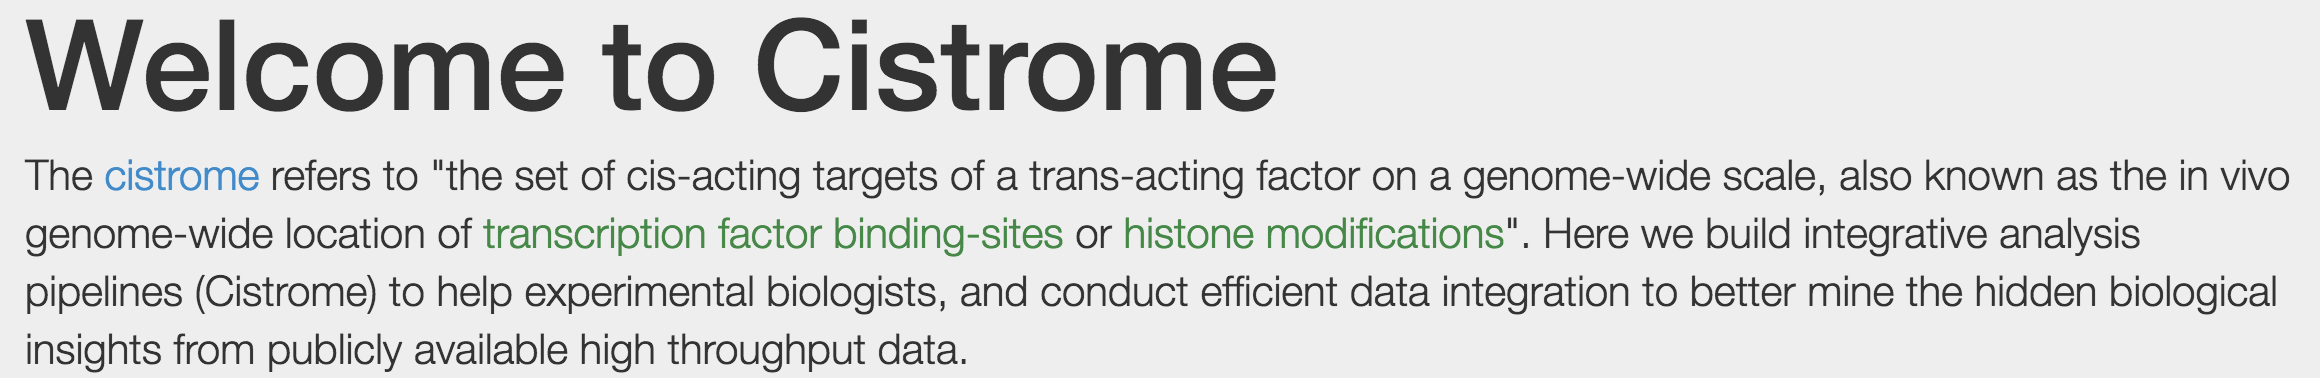 Welcome to Cistrome
The cistrome refers to "the set of cis-acting targets of a trans-acting factor on a genome-wide scale, also known as the in vivo
genome-wide location of transcription factor binding-sites or histone modifications". Here we build integrative analysis
pipelines (Cistrome) to help experimental biologists, and conduct efficient data integration to better mine the hidden biological
insights from publicly available high throughput data.